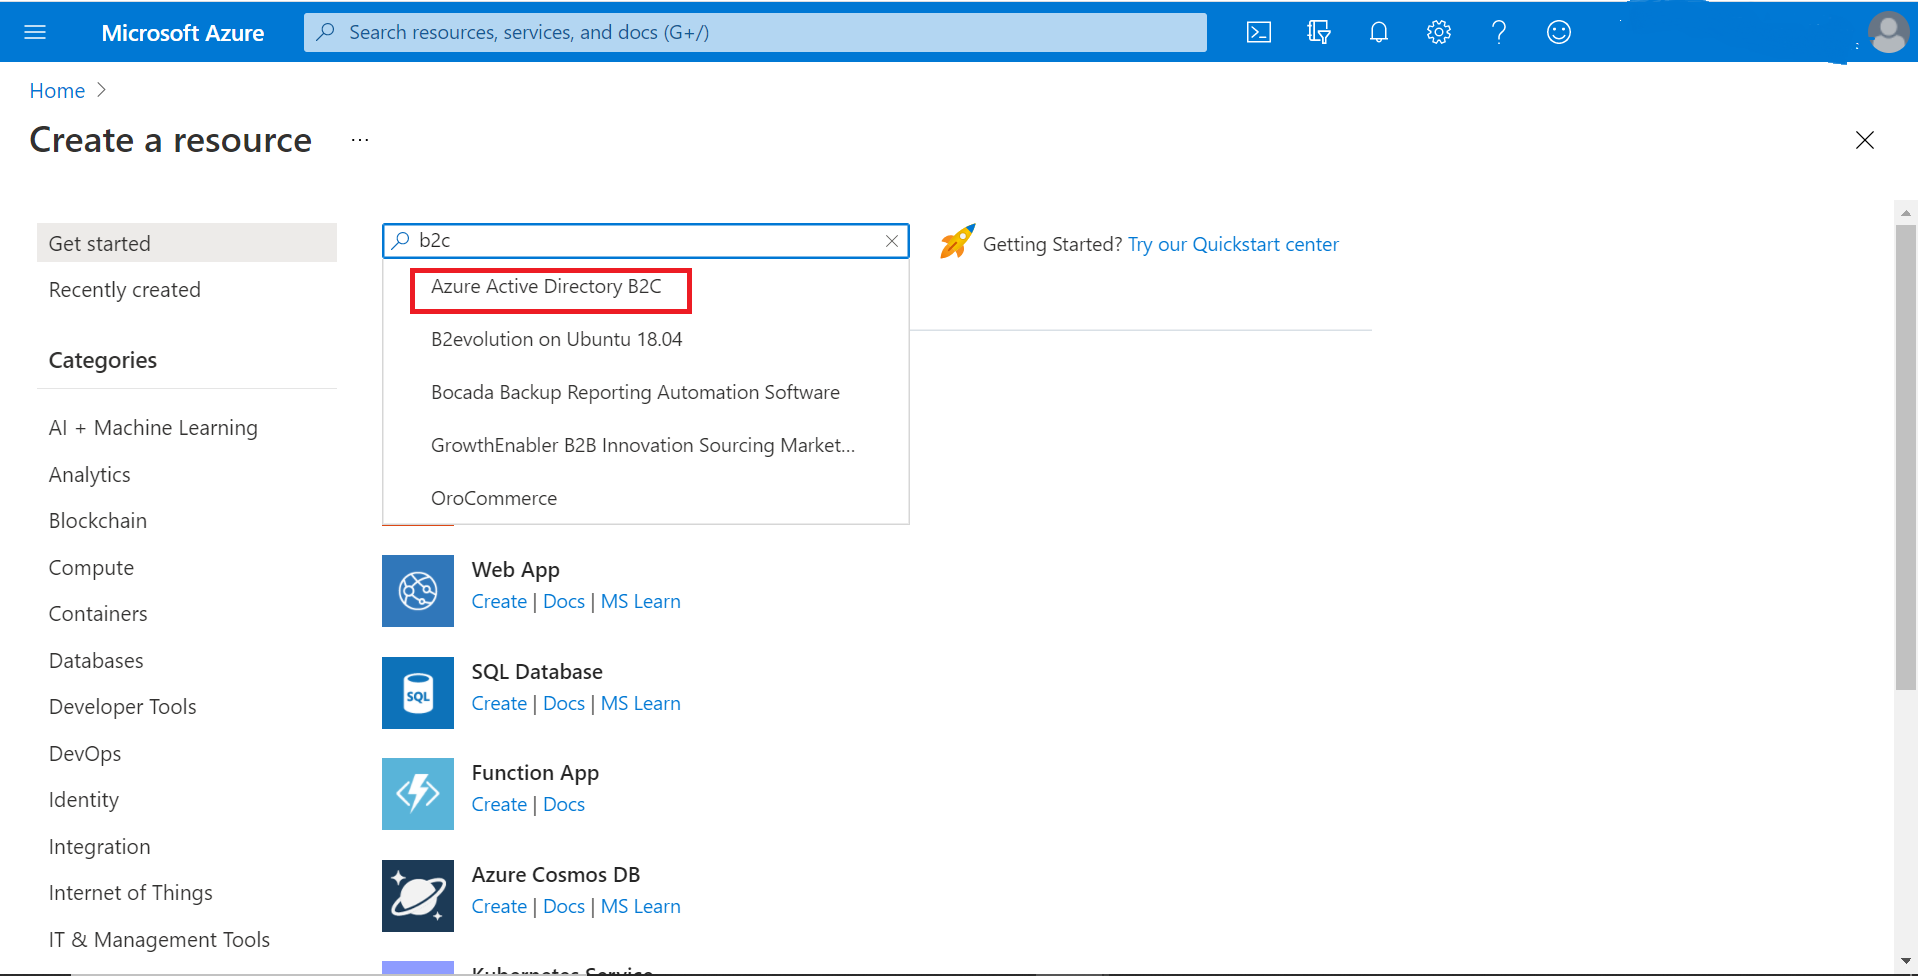 Microsoft Azure
Search resources, services, and docs (G+/)
Home
Create a resource
...
Get started
Recently created
Categories
AI + Machine Learning
Analytics
Blockchain
Compute
Containers
Databases
Developer Tools
DevOps
Identity
Integration
Internet of Things
IT & Management Tools
b2c
Getting Started? Try our Quickstart center
Azure Active Directory B2C
B2evolution on Ubuntu 18.04
Bocada Backup Reporting Automation Software
GrowthEnabler B2B Innovation Sourcing Market...
OroCommerce
Web App
Create | Docs | MS Learn
SQL
SQL Database
Create | Docs | MS Learn
Function App
Create | Docs
Azure Cosmos DB
Create | Docs | MS Learn
Kubernetes Service